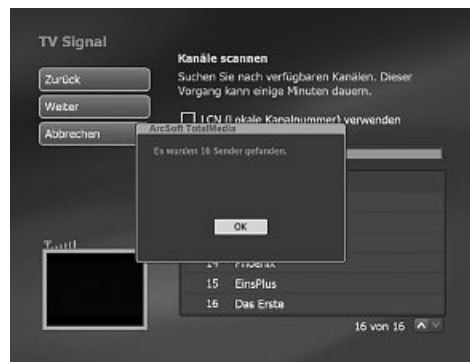 TV Signal
Kanäle scannen
Suchen Sie nach verfügbaren Kanälen. Dieser
Vorgang kann einige Minuten dauern.
Zurück
Weiter
Abbrechen
LCN (Lokale Kanalnummer) verwenden
ArcSoft TotalMedia
Es wurden 16 Sender gefunden.
OK
14 Phoenix
15 EinsPlus
16 Das Erste
16 von 16